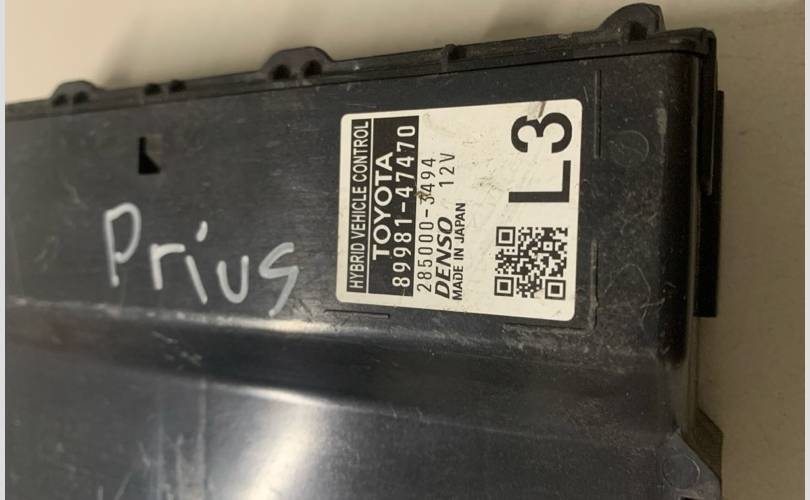 Prius
HYBRID VEHICLE CONTROL
TOYOTA
89981-47470
285000-3494
DENSO 12V
MADE IN JAPAN
L3